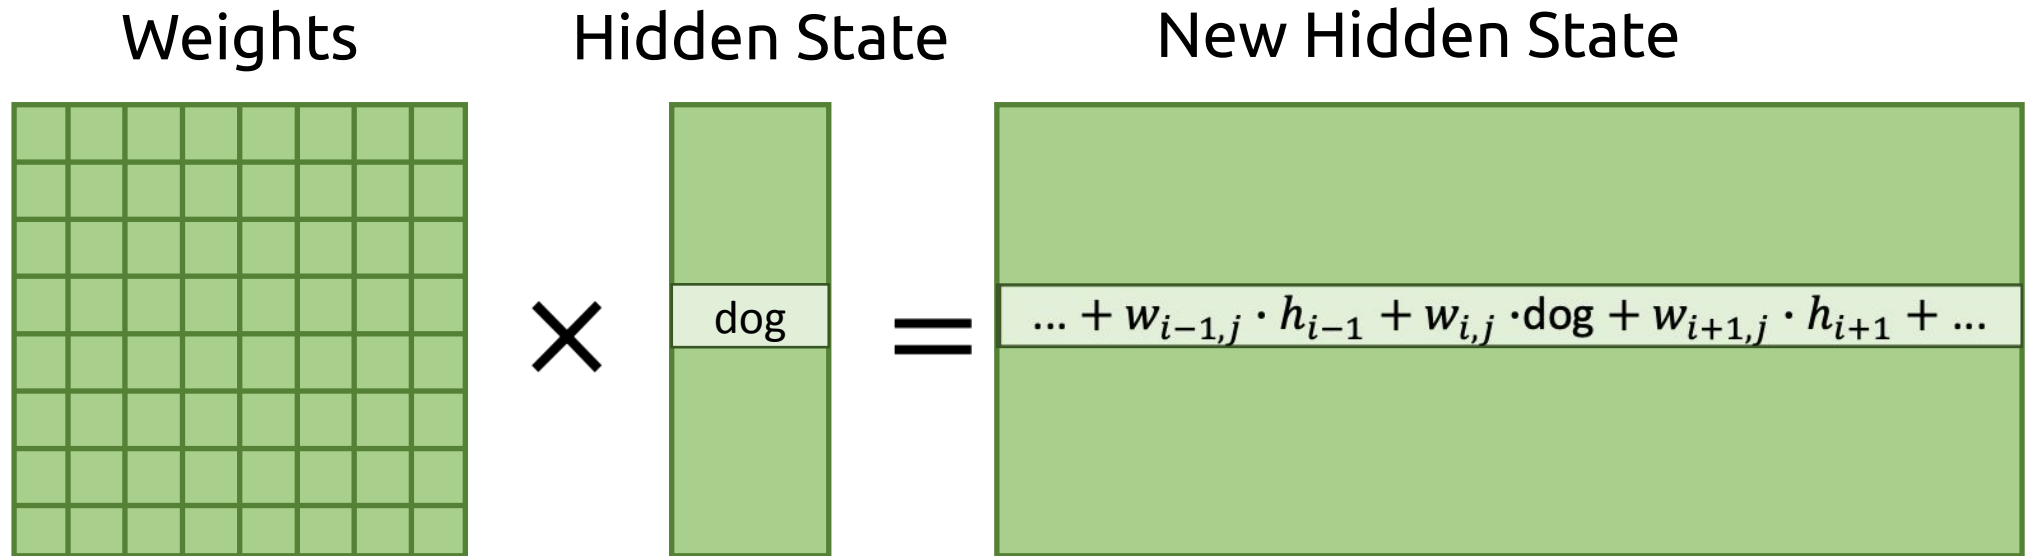 Weights
Hidden State
New Hidden State
×
dog
=
... + w_{i−1,j} · h_{i−1} + w_{i,j} ·dog + w_{i+1,j} · h_{i+1} + ...